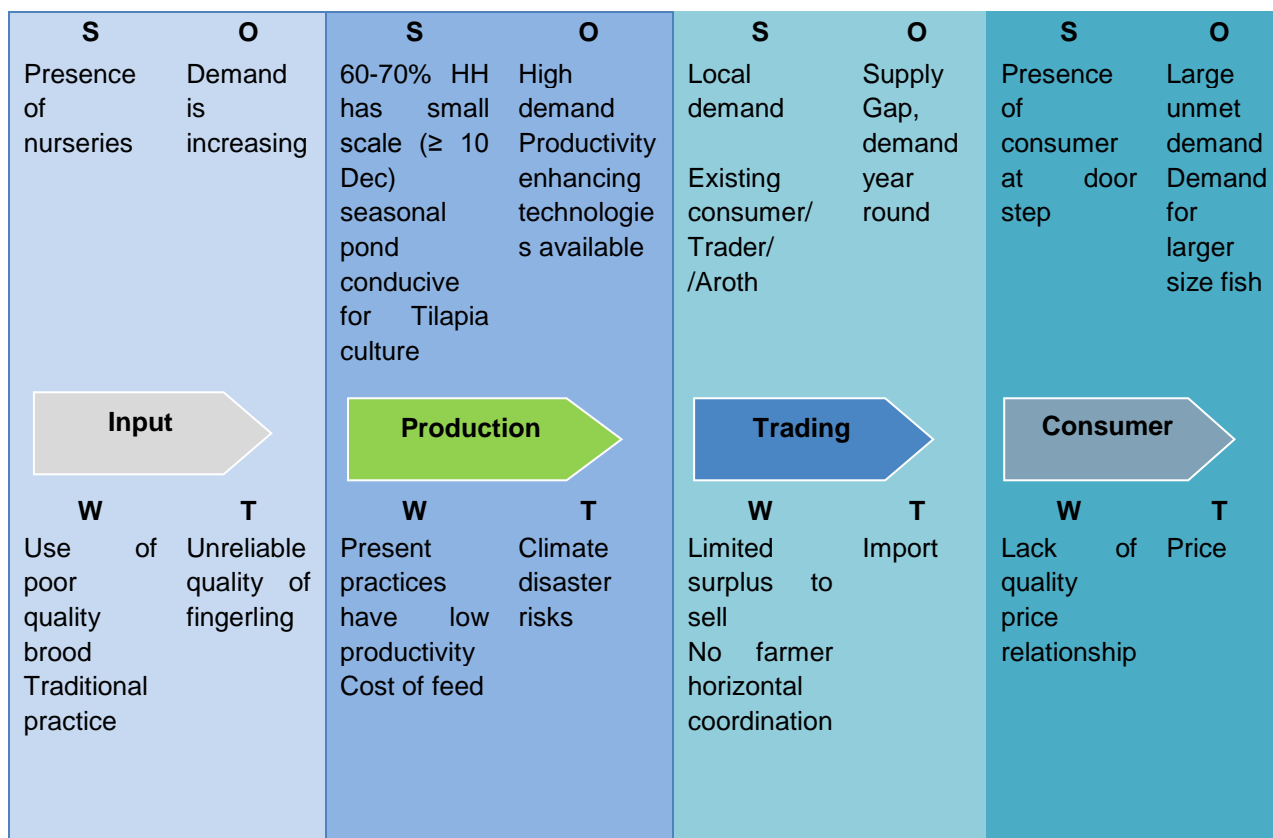 S
O
Presence
of
nurseries
Demand
is
increasing
S
O
60-70% HH
has small
scale (≥ 10
Dec)
seasonal
pond
conducive
for Tilapia
culture
High
demand
Productivity
enhancing
technologie
s available
S
O
Local
demand
Existing
consumer/
Trader/
/Aroth
Supply
Gap,
demand
year
round
S
O
Presence
of
consumer
at door
step
Large
unmet
demand
Demand
for
larger
size fish
Input
Production
Trading
Consumer
W
T
Use of
poor
quality
brood
Traditional
practice
Unreliable
quality of
fingerling
W
T
Present
practices
have low
productivity
Cost of feed
Climate
disaster
risks
W
T
Limited
surplus to
sell
No farmer
horizontal
coordination
Import
W
T
Lack of
quality
price
relationship
Price